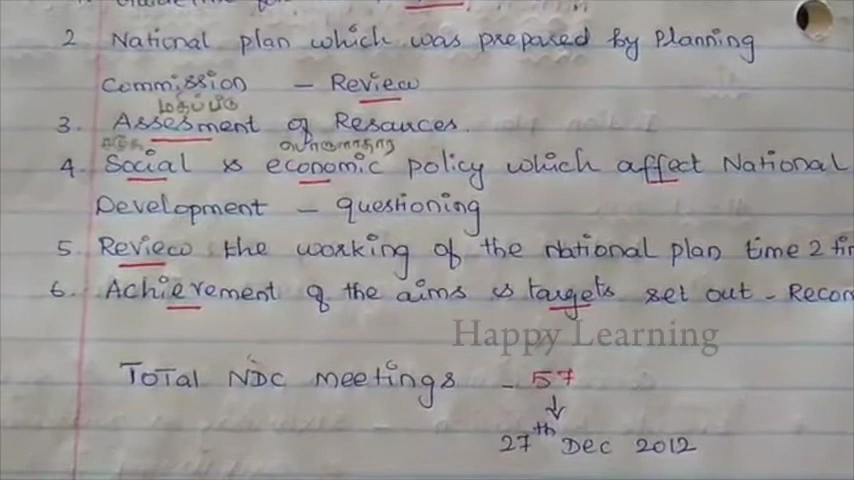 2 National plan which was prepared by Planning
Commission - Review
மதிப்பீடு
3. Assesment of Resources.
சமூக பொருளாதார
4. Social & economic policy which affect National
Development - questioning
5. Review the working of the national plan time 2
6. Achievement of the aims & targets set out - Recom
Happy Learning
Total NDC meetings - 57
27th Dec 2012